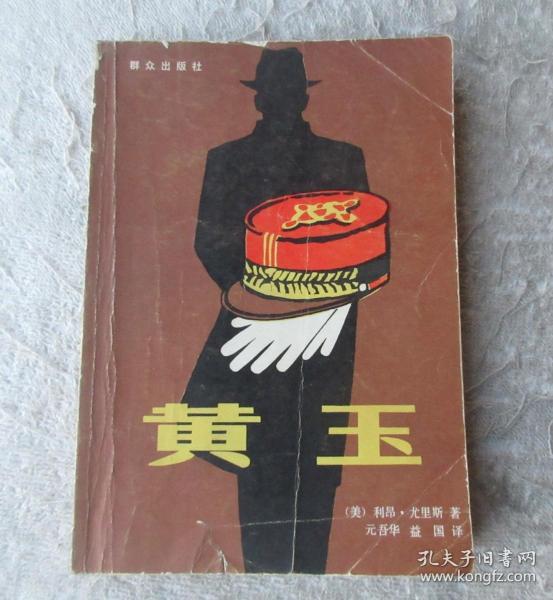 群众出版社
黄玉
（美）利昂·尤里斯 著
元吾华 益国 译
孔夫子旧书网
www.kongfz.com